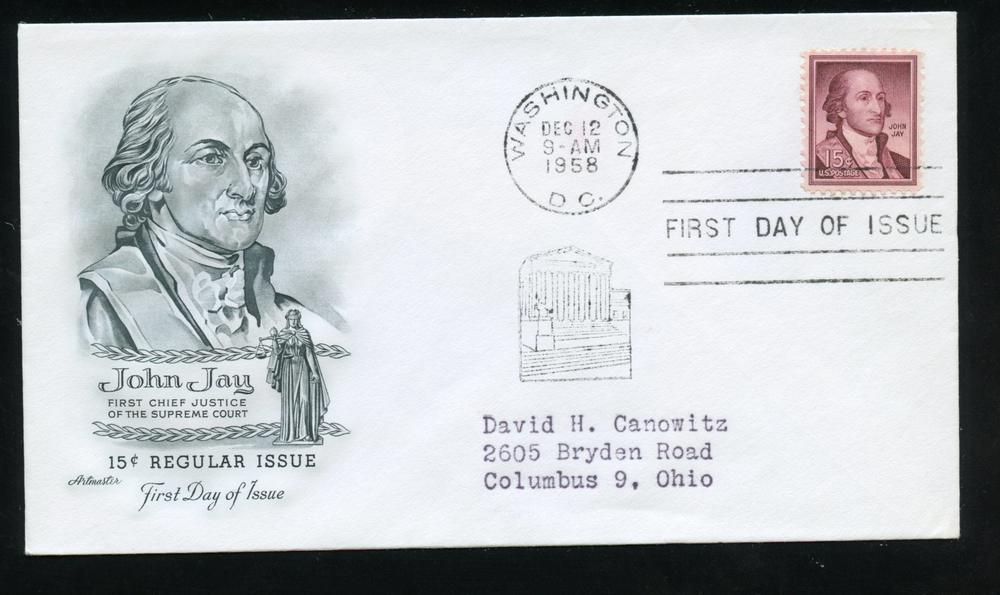 WASHINGTON
DEC 12
9-AM
1958
D.C.
JOHN
JAY
15¢
U.S. POSTAGE
FIRST DAY OF ISSUE
John Jay
FIRST CHIEF JUSTICE
OF THE SUPREME COURT
15¢ REGULAR ISSUE
Artmaster
First Day of Issue
David H. Canowitz
2605 Bryden Road
Columbus 9, Ohio